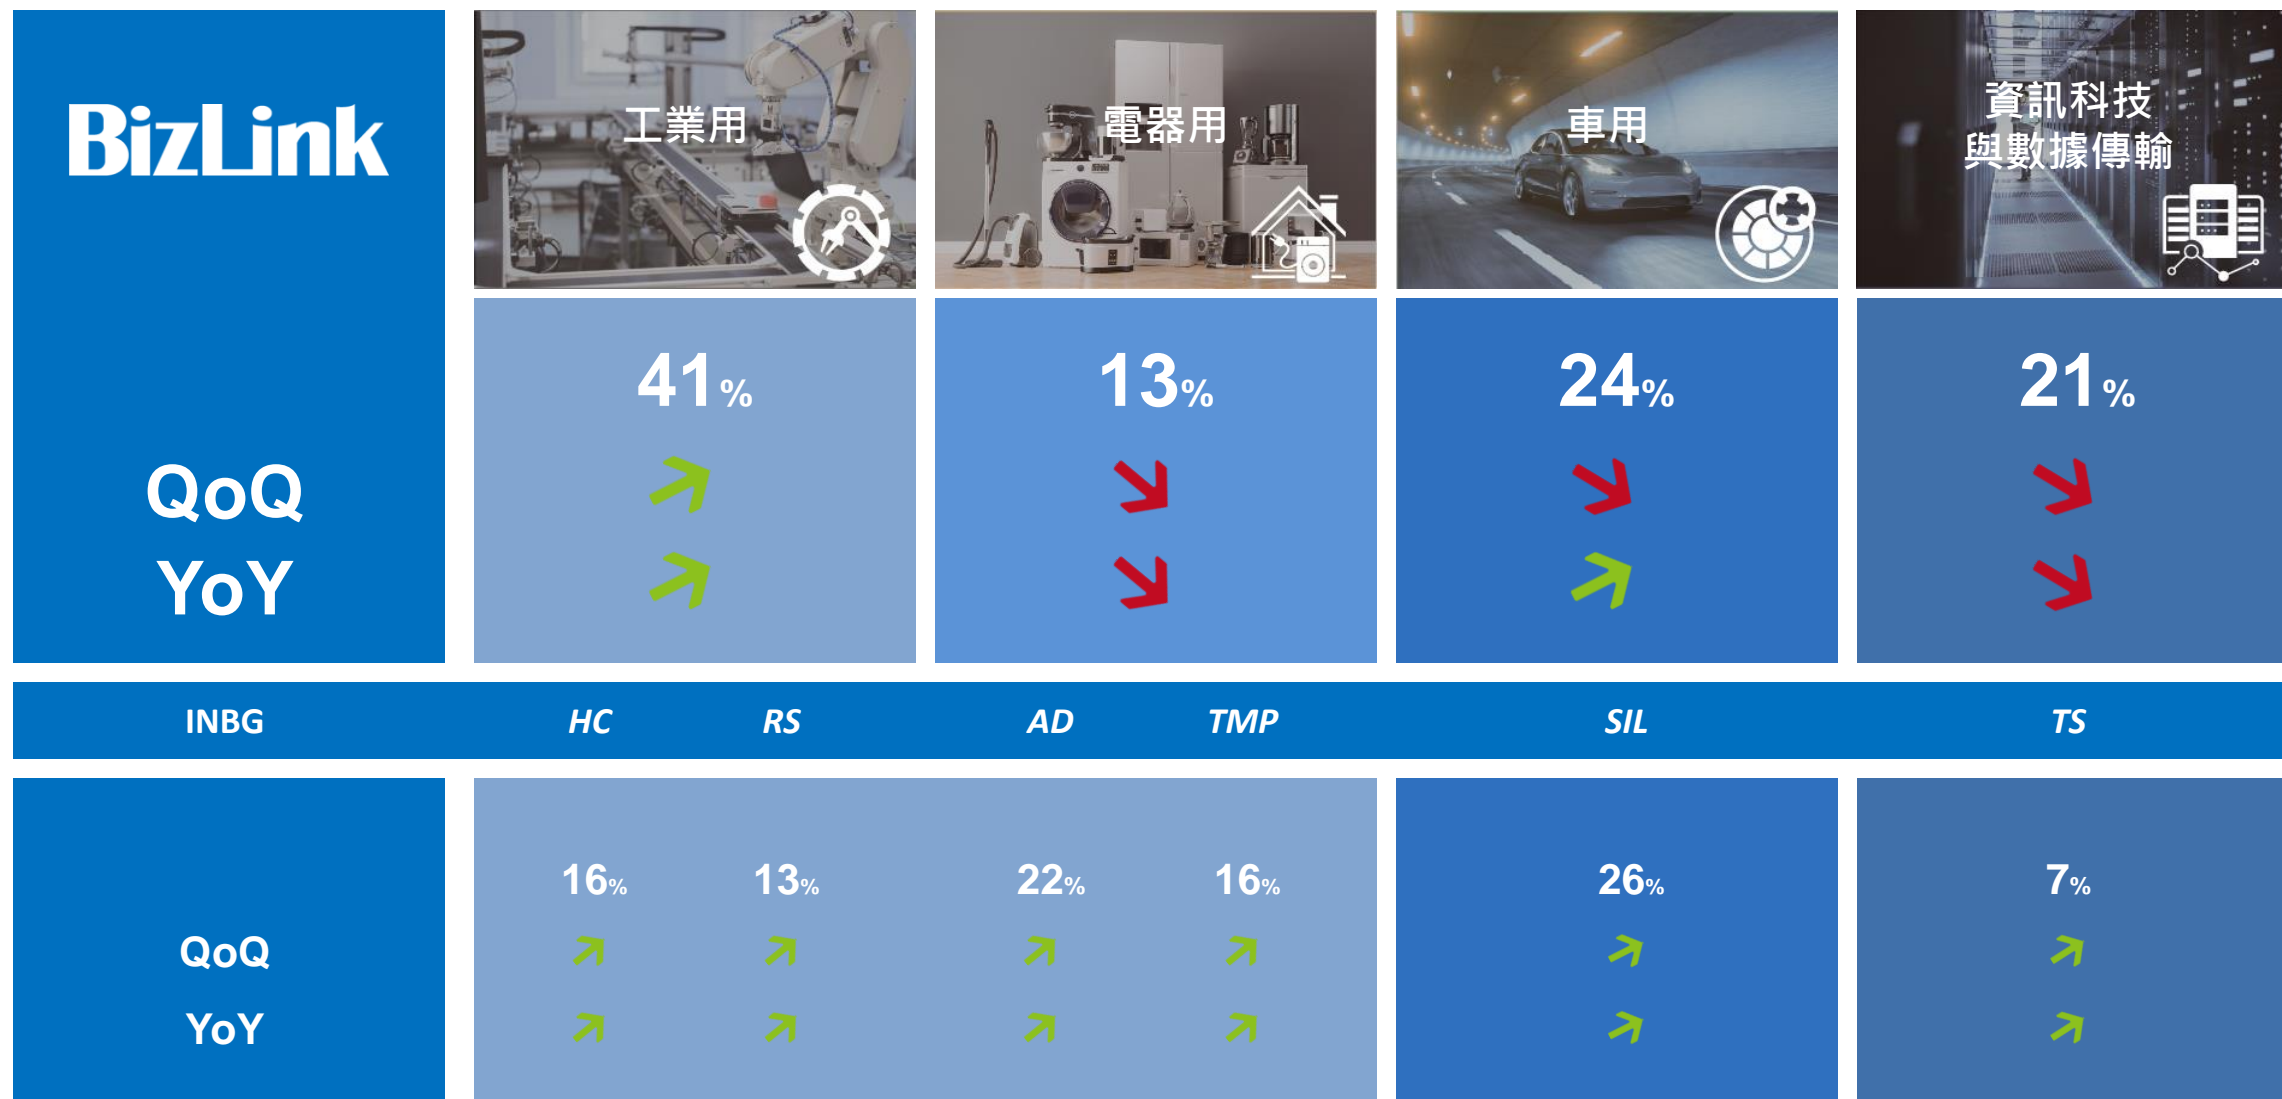 BizLink
工業用
電器用
車用
資訊科技
與數據傳輸
41%
13%
24%
21%
QoQ
YoY
INBG HC RS AD TMP SIL TS
16% 13% 22% 16% 26% 7%
QoQ
YoY